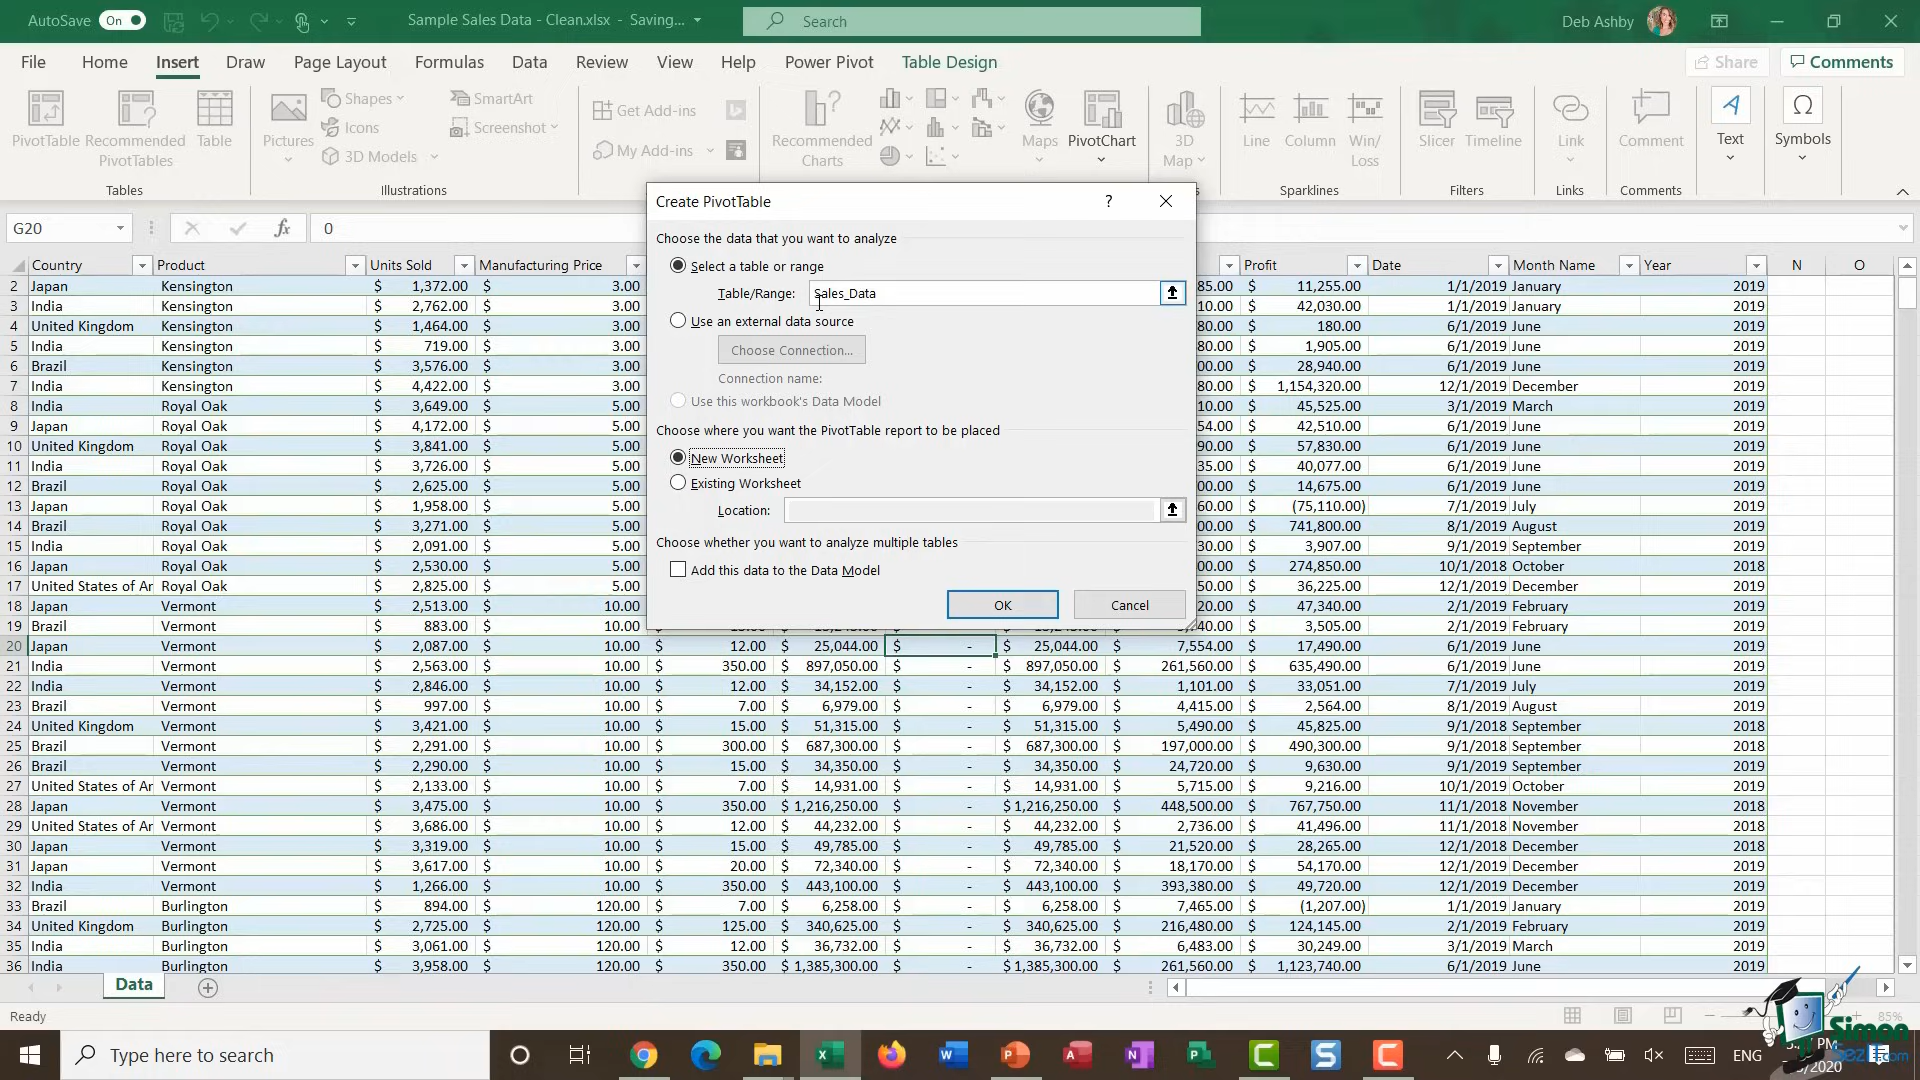 AutoSave On Sample Sales Data - Clean.xlsx - Saving... Search Deb Ashby
File Home Insert Draw Page Layout Formulas Data Review View Help Power Pivot Table Design Share Comments
PivotTable Recommended PivotTables Table Pictures Shapes Icons 3D Models SmartArt Screenshot Get Add-ins My Add-ins Recommended Charts Maps PivotChart 3D Map Line Column Win/Loss Slicer Timeline Link Comment Text Symbols
Tables Illustrations Sparklines Filters Links Comments
G20 fx 0
Create PivotTable ?
Choose the data that you want to analyze
Select a table or range
Table/Range: Sales_Data
Use an external data source
Choose Connection...
Connection name:
Use this workbook's Data Model
Choose where you want the PivotTable report to be placed
New Worksheet
Existing Worksheet
Location:
Choose whether you want to analyze multiple tables
Add this data to the Data Model
OK Cancel
Country Product Units Sold Manufacturing Price Profit Date Month Name Year N O
2 Japan Kensington $ 1,372.00 $ 3.00 85.00 $ 11,255.00 1/1/2019 January 2019
3 India Kensington $ 2,762.00 $ 3.00 10.00 $ 42,030.00 1/1/2019 January 2019
4 United Kingdom Kensington $ 1,464.00 $ 3.00 80.00 $ 180.00 6/1/2019 June 2019
5 India Kensington $ 719.00 $ 3.00 80.00 $ 1,905.00 6/1/2019 June 2019
6 Brazil Kensington $ 3,576.00 $ 3.00 00.00 $ 28,940.00 6/1/2019 June 2019
7 India Kensington $ 4,422.00 $ 3.00 80.00 $ 1,154,320.00 12/1/2019 December 2019
8 India Royal Oak $ 3,649.00 $ 5.00 10.00 $ 45,525.00 3/1/2019 March 2019
9 Japan Royal Oak $ 4,172.00 $ 5.00 54.00 $ 42,510.00 6/1/2019 June 2019
10 United Kingdom Royal Oak $ 3,841.00 $ 5.00 90.00 $ 57,830.00 6/1/2019 June 2019
11 India Royal Oak $ 3,726.00 $ 5.00 35.00 $ 40,077.00 6/1/2019 June 2019
12 Brazil Royal Oak $ 2,625.00 $ 5.00 00.00 $ 14,675.00 6/1/2019 June 2019
13 Japan Royal Oak $ 1,958.00 $ 5.00 60.00 $ (75,110.00) 7/1/2019 July 2019
14 Brazil Royal Oak $ 3,271.00 $ 5.00 00.00 $ 741,800.00 8/1/2019 August 2019
15 India Royal Oak $ 2,091.00 $ 5.00 30.00 $ 3,907.00 9/1/2019 September 2019
16 Japan Royal Oak $ 2,530.00 $ 5.00 00.00 $ 274,850.00 10/1/2018 October 2018
17 United States of Ar Royal Oak $ 2,825.00 $ 5.00 50.00 $ 36,225.00 12/1/2019 December 2019
18 Japan Vermont $ 2,513.00 $ 10.00 20.00 $ 47,340.00 2/1/2019 February 2019
19 Brazil Vermont $ 883.00 $ 10.00 $ 3,505.00 2/1/2019 February 2019
20 Japan Vermont $ 2,087.00 $ 10.00 $ 12.00 $ 25,044.00 $ - $ 25,044.00 $ 7,554.00 $ 17,490.00 6/1/2019 June 2019
21 India Vermont $ 2,563.00 $ 10.00 $ 350.00 $ 897,050.00 $ - $ 897,050.00 $ 261,560.00 $ 635,490.00 6/1/2019 June 2019
22 India Vermont $ 2,846.00 $ 10.00 $ 12.00 $ 34,152.00 $ - $ 34,152.00 $ 1,101.00 $ 33,051.00 7/1/2019 July 2019
23 Brazil Vermont $ 997.00 $ 10.00 $ 7.00 $ 6,979.00 $ - $ 6,979.00 $ 4,415.00 $ 2,564.00 8/1/2019 August 2019
24 United Kingdom Vermont $ 3,421.00 $ 10.00 $ 15.00 $ 51,315.00 $ - $ 51,315.00 $ 5,490.00 $ 45,825.00 9/1/2018 September 2018
25 Brazil Vermont $ 2,291.00 $ 10.00 $ 300.00 $ 687,300.00 $ - $ 687,300.00 $ 197,000.00 $ 490,300.00 9/1/2019 September 2019
26 Brazil Vermont $ 2,290.00 $ 10.00 $ 15.00 $ 34,350.00 $ - $ 34,350.00 $ 24,720.00 $ 9,630.00 9/1/2019 September 2019
27 United States of Ar Vermont $ 2,133.00 $ 10.00 $ 7.00 $ 14,931.00 $ - $ 14,931.00 $ 5,715.00 $ 9,216.00 10/1/2019 October 2019
28 Japan Vermont $ 3,475.00 $ 10.00 $ 350.00 $ 1,216,250.00 $ - $ 1,216,250.00 $ 448,500.00 $ 767,750.00 11/1/2018 November 2018
29 United States of Ar Vermont $ 3,686.00 $ 10.00 $ 12.00 $ 44,232.00 $ - $ 44,232.00 $ 2,736.00 $ 41,496.00 11/1/2018 November 2018
30 Japan Vermont $ 3,319.00 $ 10.00 $ 15.00 $ 49,785.00 $ - $ 49,785.00 $ 21,520.00 $ 28,265.00 12/1/2018 December 2018
31 Japan Vermont $ 3,617.00 $ 10.00 $ 20.00 $ 72,340.00 $ - $ 72,340.00 $ 18,170.00 $ 54,170.00 12/1/2019 December 2019
32 India Vermont $ 1,266.00 $ 10.00 $ 350.00 $ 443,100.00 $ - $ 443,100.00 $ 393,380.00 $ 49,720.00 12/1/2019 December 2019
33 Brazil Burlington $ 894.00 $ 120.00 $ 7.00 $ 6,258.00 $ - $ 6,258.00 $ 7,465.00 $ (1,207.00) 1/1/2019 January 2019
34 United Kingdom Burlington $ 2,725.00 $ 120.00 $ 125.00 $ 340,625.00 $ - $ 340,625.00 $ 216,480.00 $ 124,145.00 2/1/2019 February 2019
35 India Burlington $ 3,061.00 $ 120.00 $ 12.00 $ 36,732.00 $ - $ 36,732.00 $ 6,483.00 $ 30,249.00 3/1/2019 March 2019
36 India Burlington $ 3,958.00 $ 120.00 $ 350.00 $ 1,385,300.00 $ - $ 1,385,300.00 $ 261,560.00 $ 1,123,740.00 6/1/2019 June 2019
Data
Ready 85%
Simon
Sez IT.com
Type here to search ENG PM
/2020